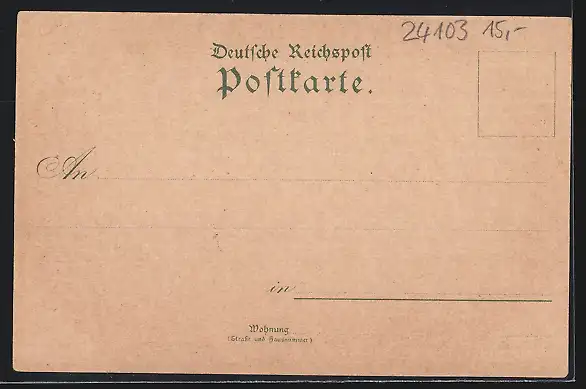 24103 15,-
Deutsche Reichspost
Postkarte.
An
in
Wohnung
(Straße und Hausnummer)